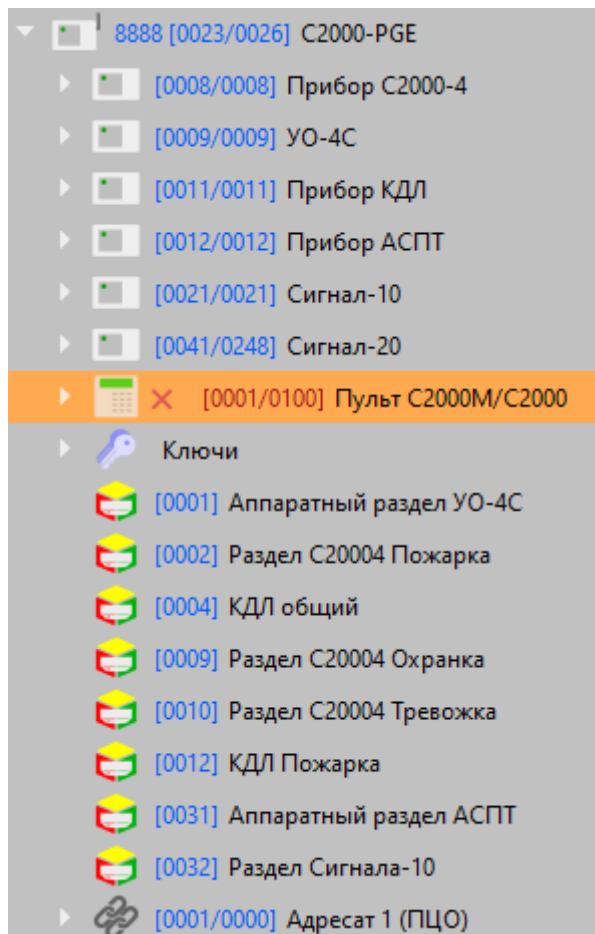 8888 [0023/0026] С2000-PGE
[0008/0008] Прибор С2000-4
[0009/0009] УО-4С
[0011/0011] Прибор КДЛ
[0012/0012] Прибор АСПТ
[0021/0021] Сигнал-10
[0041/0248] Сигнал-20
[0001/0100] Пульт С2000М/С2000
Ключи
[0001] Аппаратный раздел УО-4С
[0002] Раздел С20004 Пожарка
[0004] КДЛ общий
[0009] Раздел С20004 Охранка
[0010] Раздел С20004 Тревожка
[0012] КДЛ Пожарка
[0031] Аппаратный раздел АСПТ
[0032] Раздел Сигнала-10
[0001/0000] Адресат 1 (ПЦО)